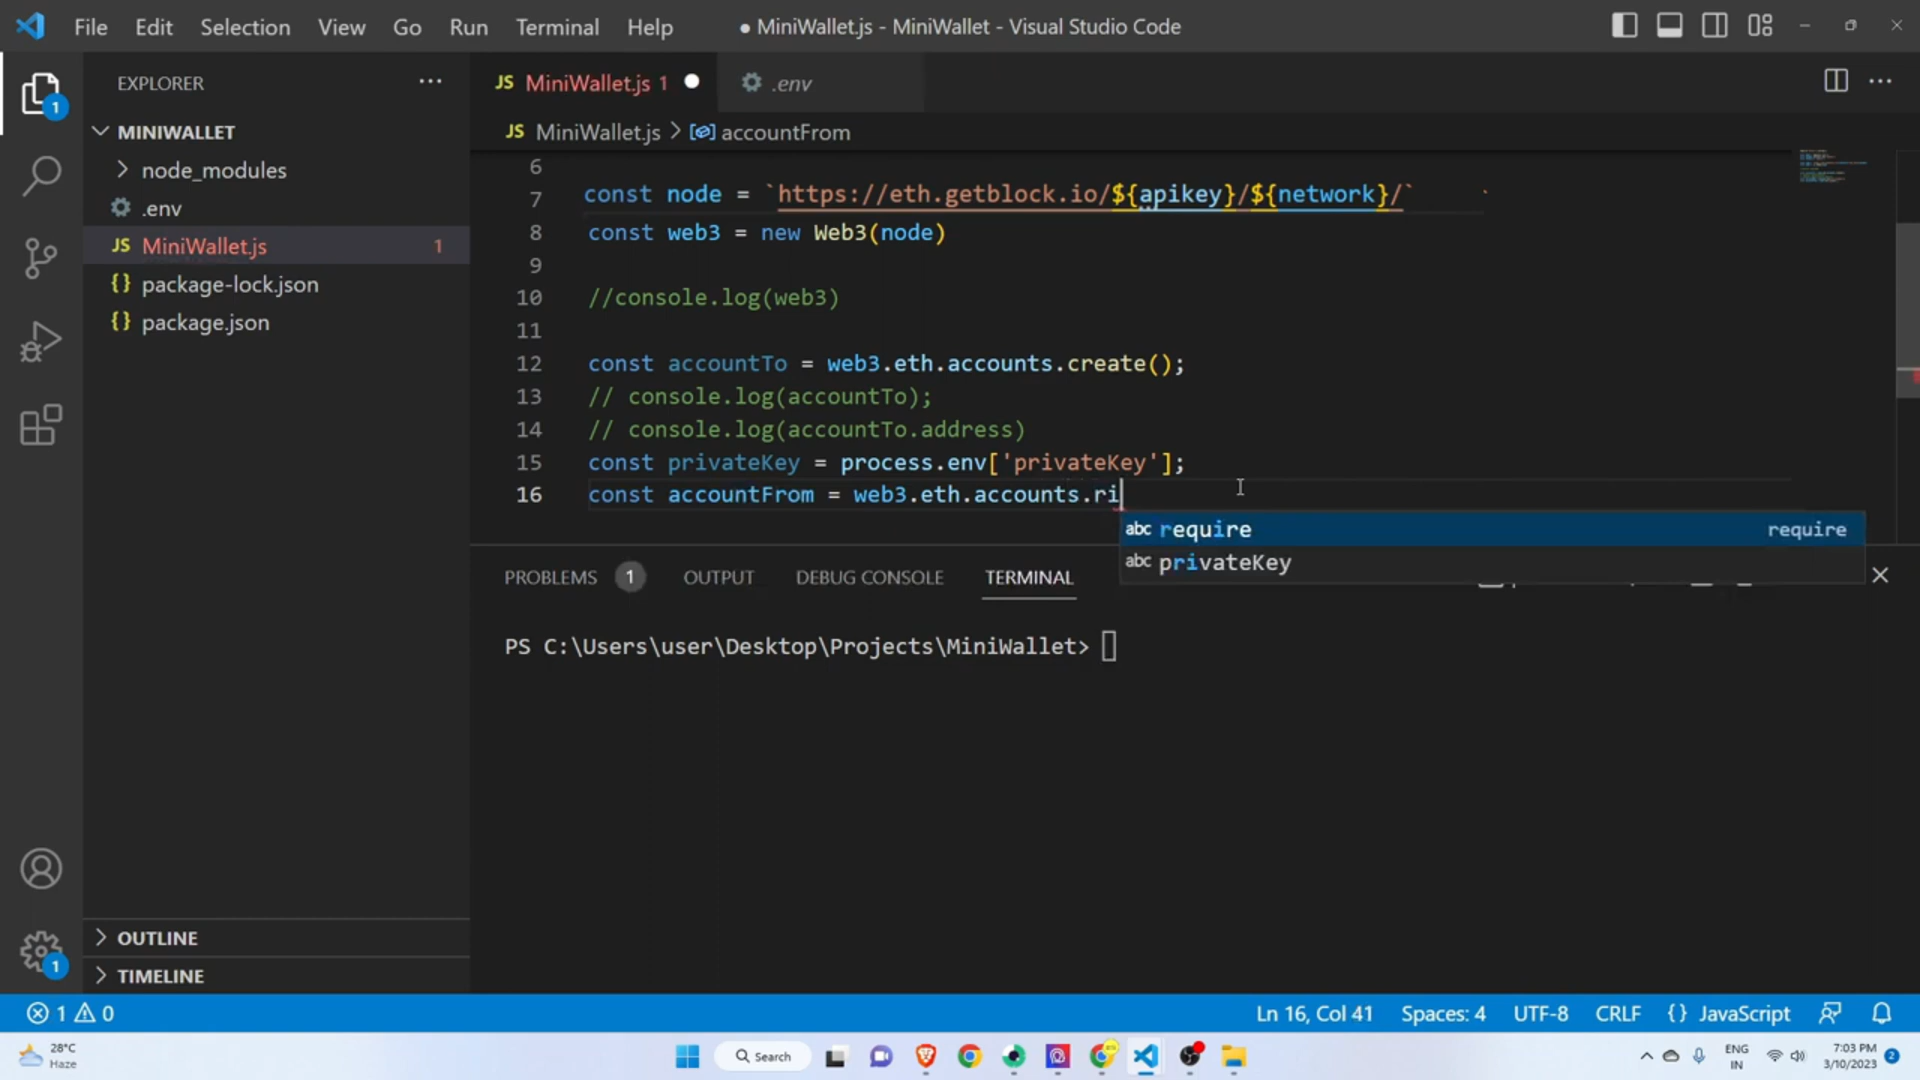 File Edit Selection View Go Run Terminal Help
● MiniWallet.js - MiniWallet - Visual Studio Code
EXPLORER
MINIWALLET
node_modules
.env
JS MiniWallet.js 1
{} package-lock.json
{} package.json
OUTLINE
TIMELINE
1
1
JS MiniWallet.js 1
.env
JS MiniWallet.js > accountFrom
6
7 const node = `https://eth.getblock.io/${apikey}/${network}/` `
8 const web3 = new Web3(node)
9
10 //console.log(web3)
11
12 const accountTo = web3.eth.accounts.create();
13 // console.log(accountTo);
14 // console.log(accountTo.address)
15 const privateKey = process.env['privateKey'];
16 const accountFrom = web3.eth.accounts.ri
abc require require
abc privateKey
PROBLEMS 1 OUTPUT DEBUG CONSOLE TERMINAL
PS C:\Users\user\Desktop\Projects\MiniWallet>
1 0
Ln 16, Col 41 Spaces: 4 UTF-8 CRLF {} JavaScript
28°C
Haze
Search
ENG
IN
7:03 PM
3/10/2023
2